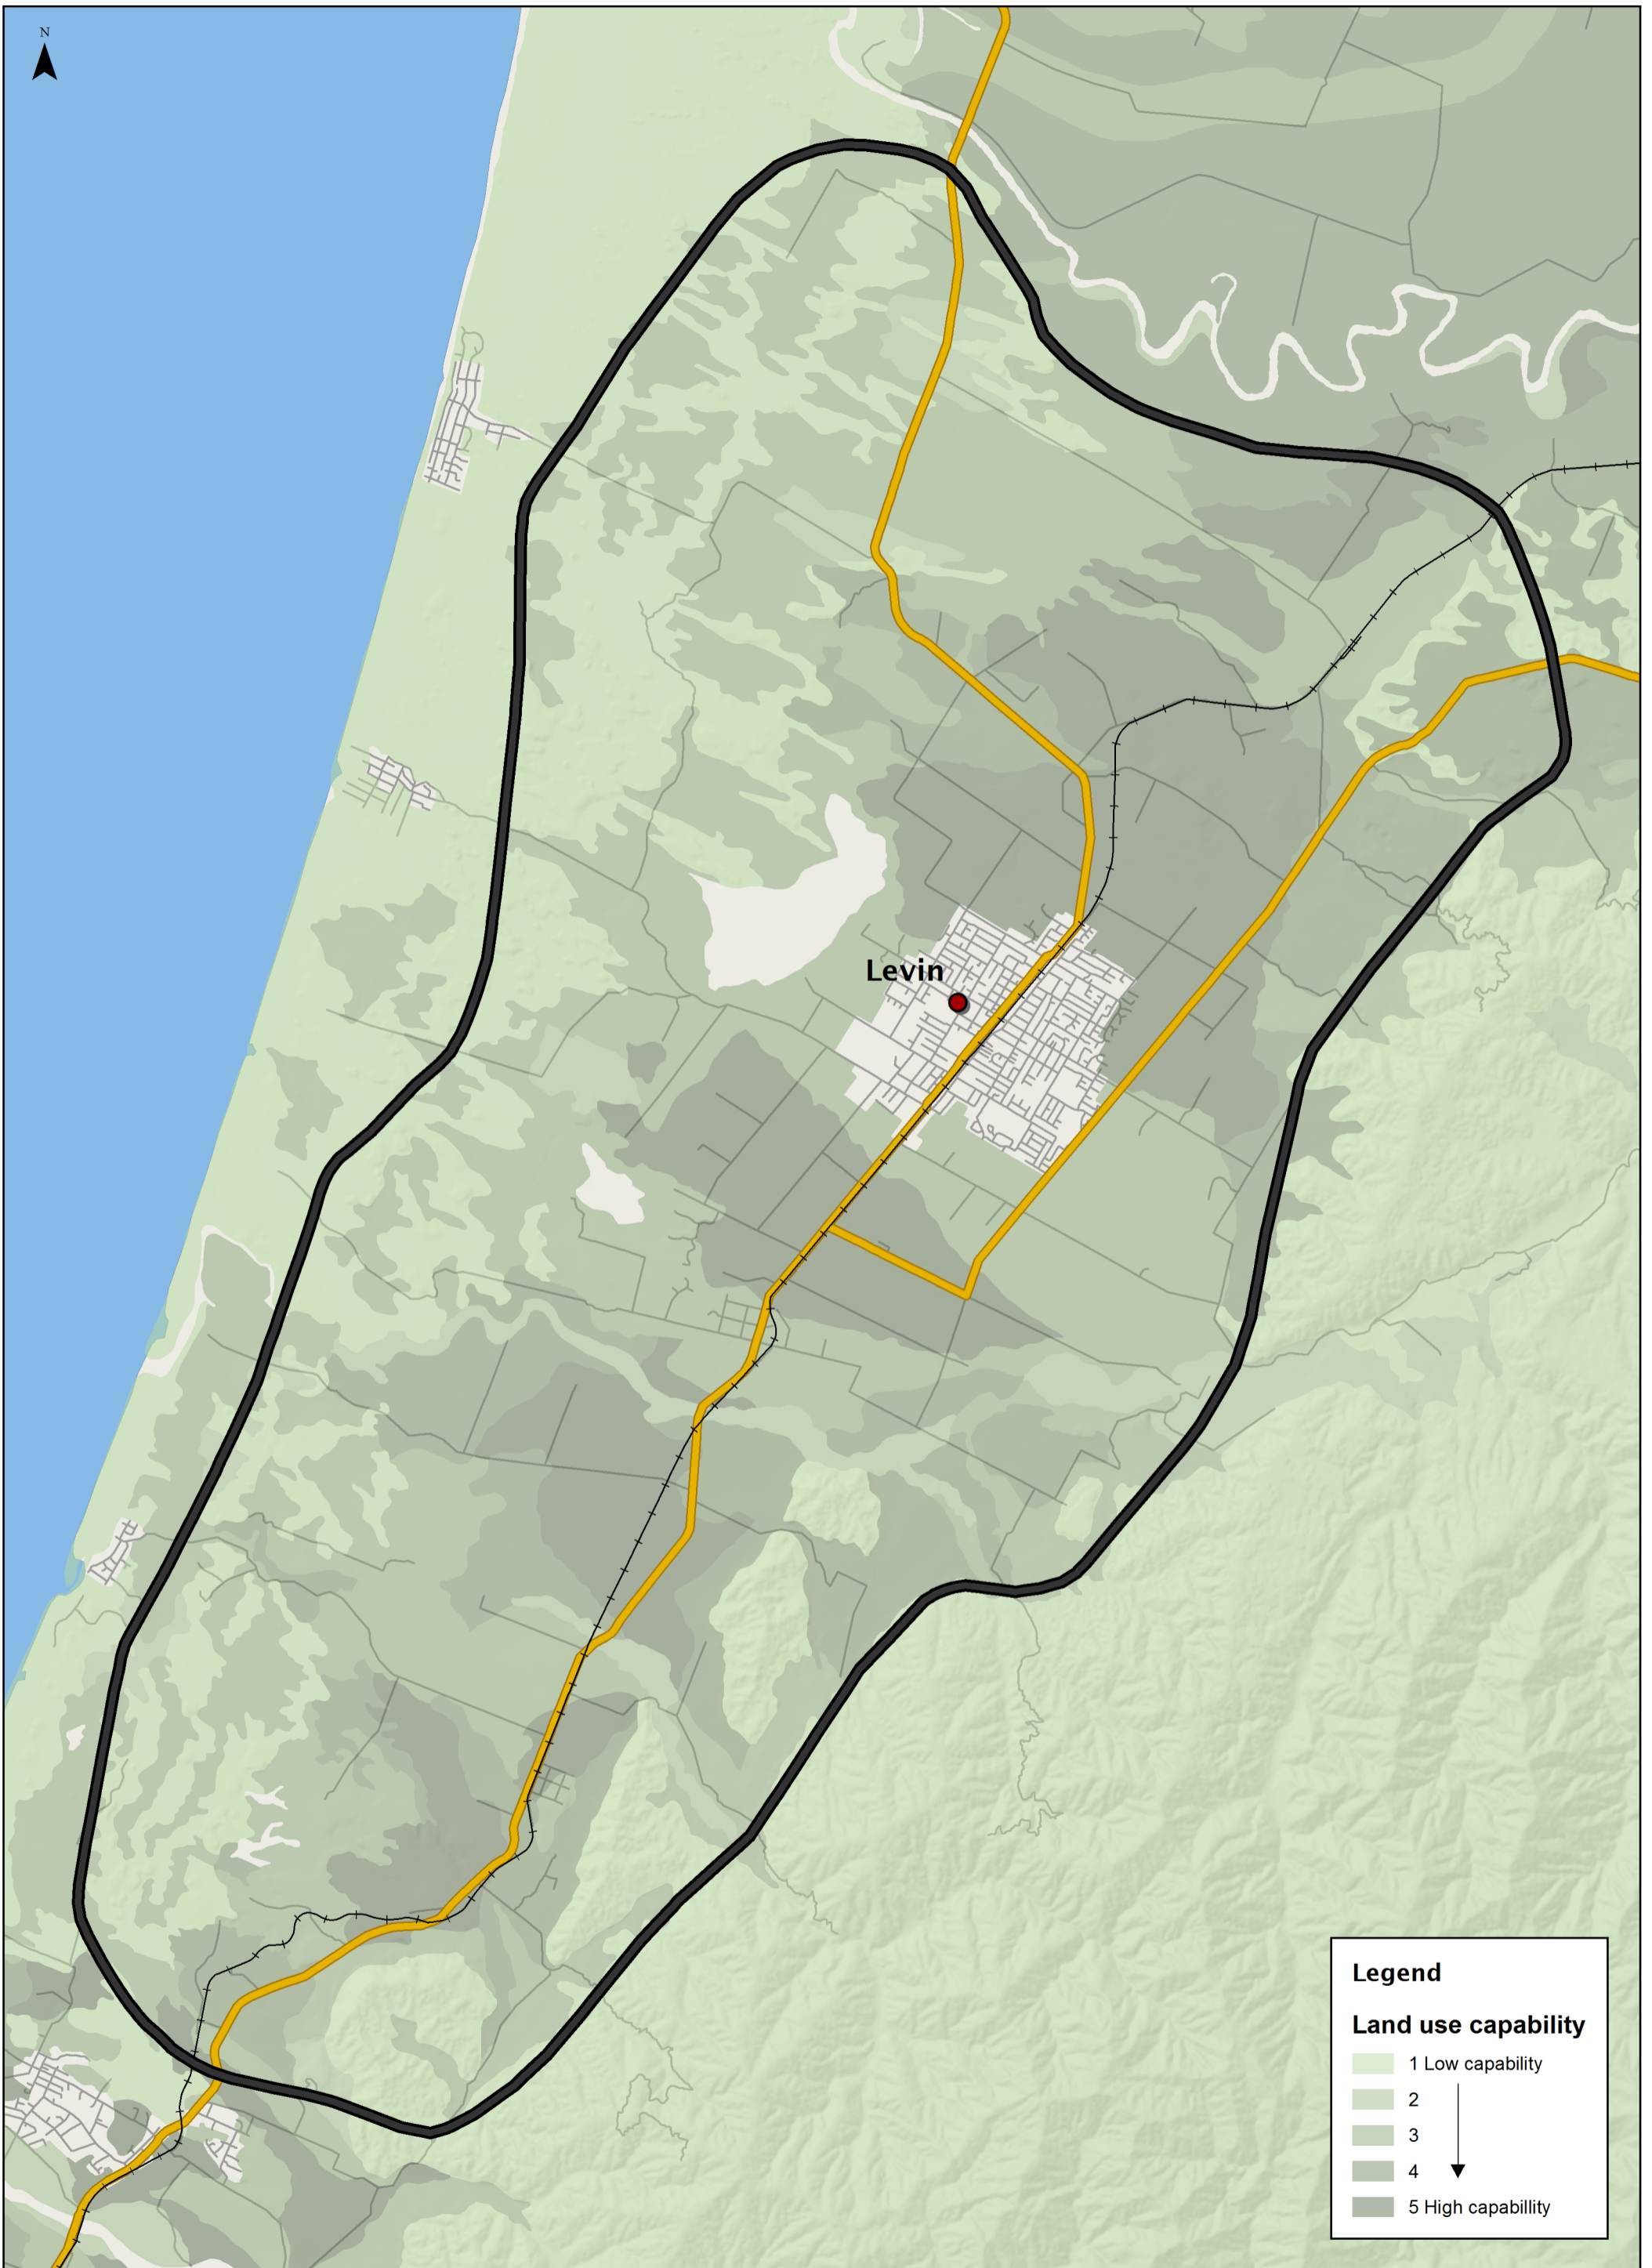 N
Levin
Legend
Land use capability
1 Low capability
2
3
4
5 High capabillity